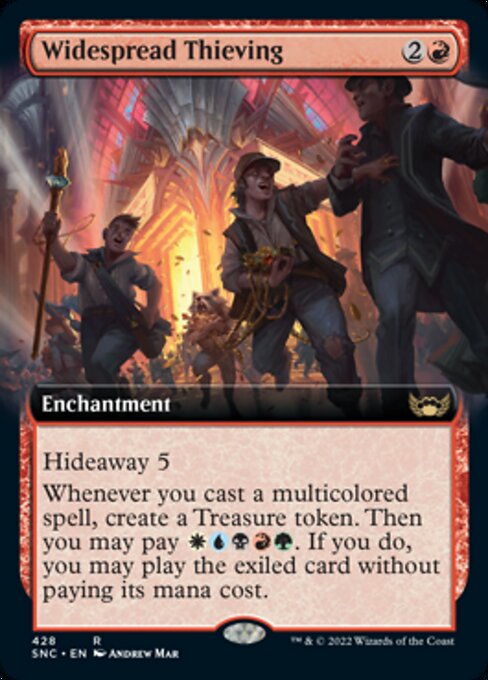 Widespread Thieving 2
Enchantment
Hideaway 5
Whenever you cast a multicolored
spell, create a Treasure token. Then
you may pay . If you do,
you may play the exiled card without
paying its mana cost.
428 R
SNC • EN Andrew Mar
™ & © 2022 Wizards of the Coast